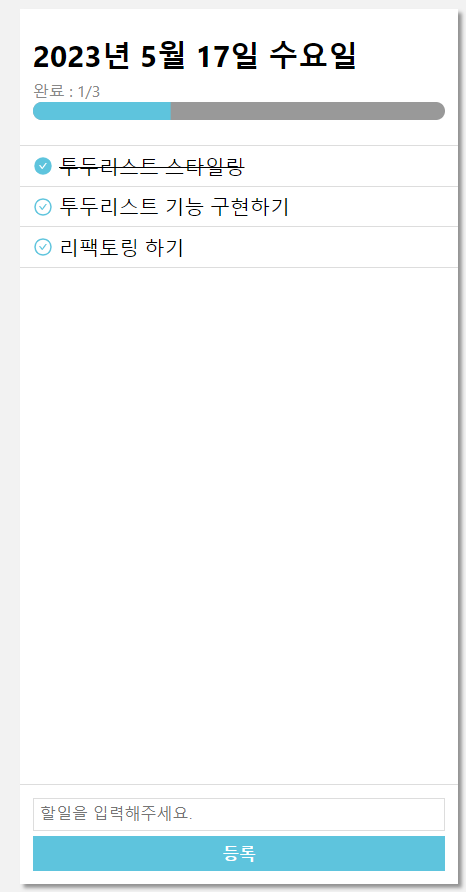 2023년 5월 17일 수요일
완료 : 1/3
투두리스트 스타일링
투두리스트 기능 구현하기
리팩토링 하기
할일을 입력해주세요.
등록